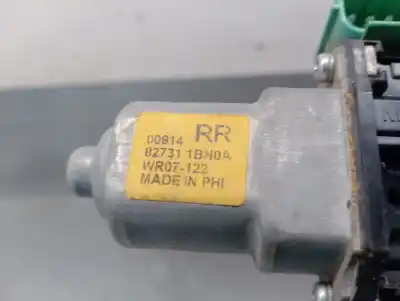 00914 RR
82731 1BN0A
WR07-122
MADE IN PHI